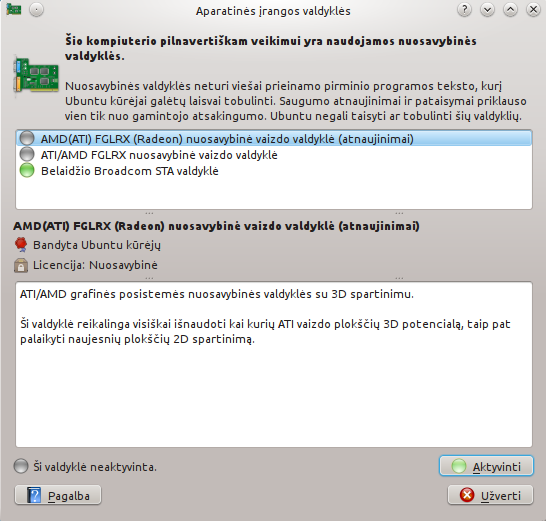 Aparatinės įrangos valdyklės
Šio kompiuterio pilnavertiškam veikimui yra naudojamos nuosavybinės
valdyklės.
Nuosavybinės valdyklės neturi viešai prieinamo pirminio programos teksto, kurį
Ubuntu kūrėjai galėtų laisvai tobulinti. Saugumo atnaujinimai ir pataisymai priklauso
vien tik nuo gamintojo atsakingumo. Ubuntu negali taisyti ar tobulinti šių valdyklių.
AMD(ATI) FGLRX (Radeon) nuosavybinė vaizdo valdyklė (atnaujinimai)
ATI/AMD FGLRX nuosavybinė vaizdo valdyklė
Belaidžio Broadcom STA valdyklė
AMD(ATI) FGLRX (Radeon) nuosavybinė vaizdo valdyklė (atnaujinimai)
Bandyta Ubuntu kūrėjų
Licencija: Nuosavybinė
ATI/AMD grafinės posistemės nuosavybinės valdyklės su 3D spartinimu.
Ši valdyklė reikalinga visiškai išnaudoti kai kurių ATI vaizdo plokščių 3D potencialą, taip pat
palaikyti naujesnių plokščių 2D spartinimą.
Ši valdyklė neaktyvinta.
Aktyvinti
Pagalba
Užverti